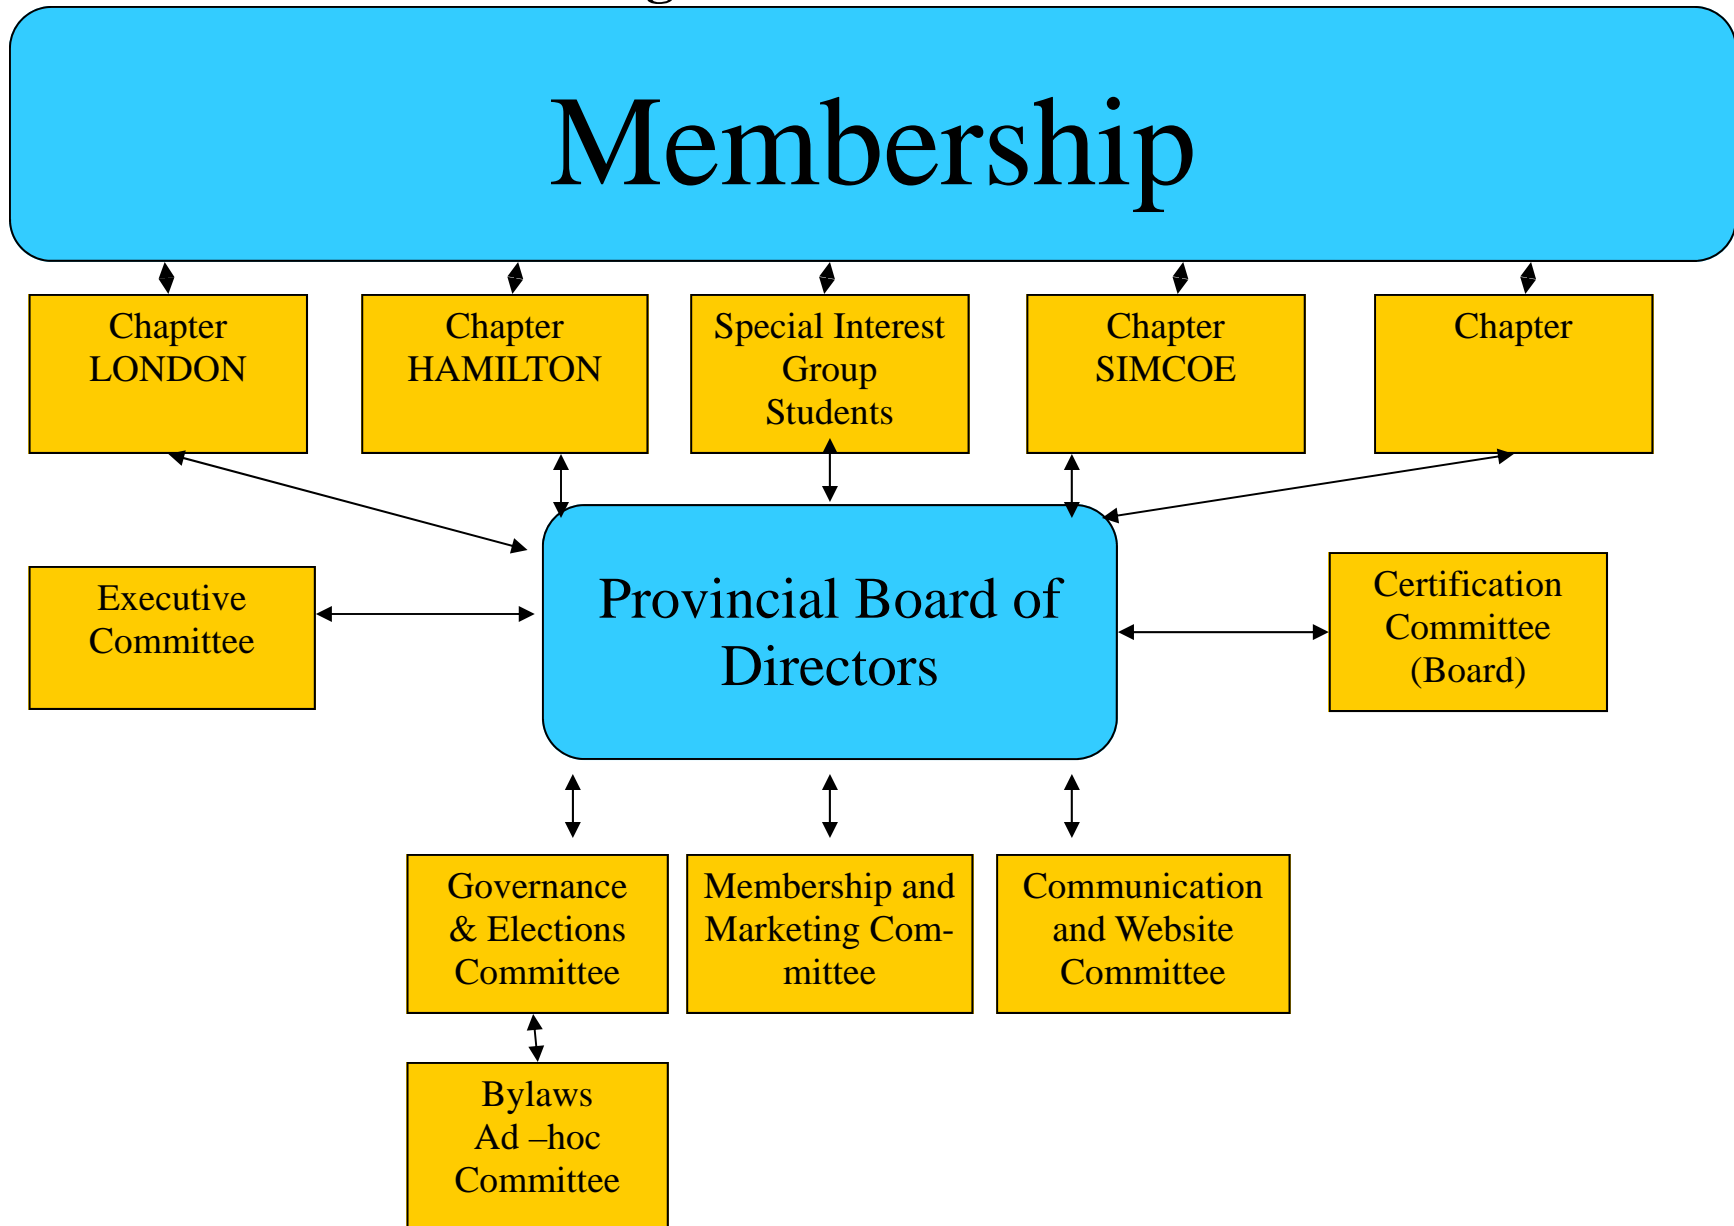 Membership
Chapter
LONDON
Chapter
HAMILTON
Special Interest
Group
Students
Chapter
SIMCOE
Chapter
Executive
Committee
Provincial Board of
Directors
Certification
Committee
(Board)
Governance
& Elections
Committee
Membership and
Marketing Com-
mittee
Communication
and Website
Committee
Bylaws
Ad –hoc
Committee